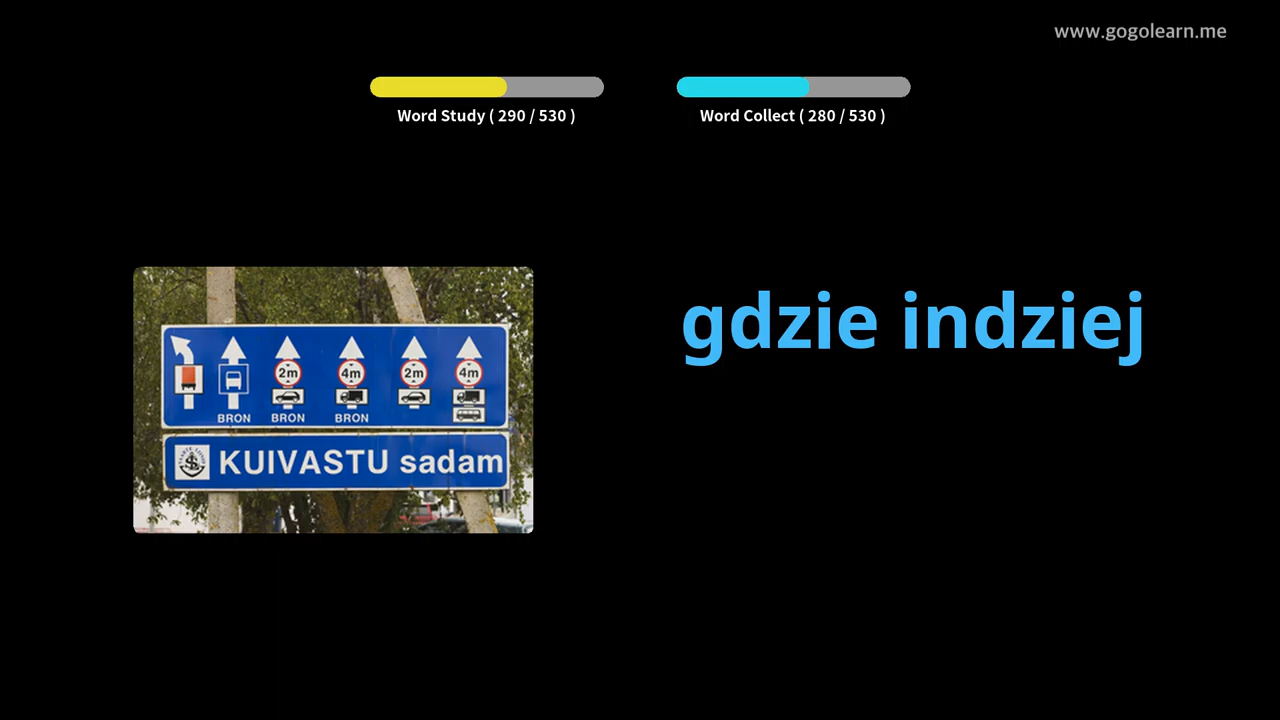 www.gogolearn.me
Word Study ( 290 / 530 )
Word Collect ( 280 / 530 )
gdzie indziej
2m 4m 2m 4m
BRON BRON BRON
KUIVASTU sadam